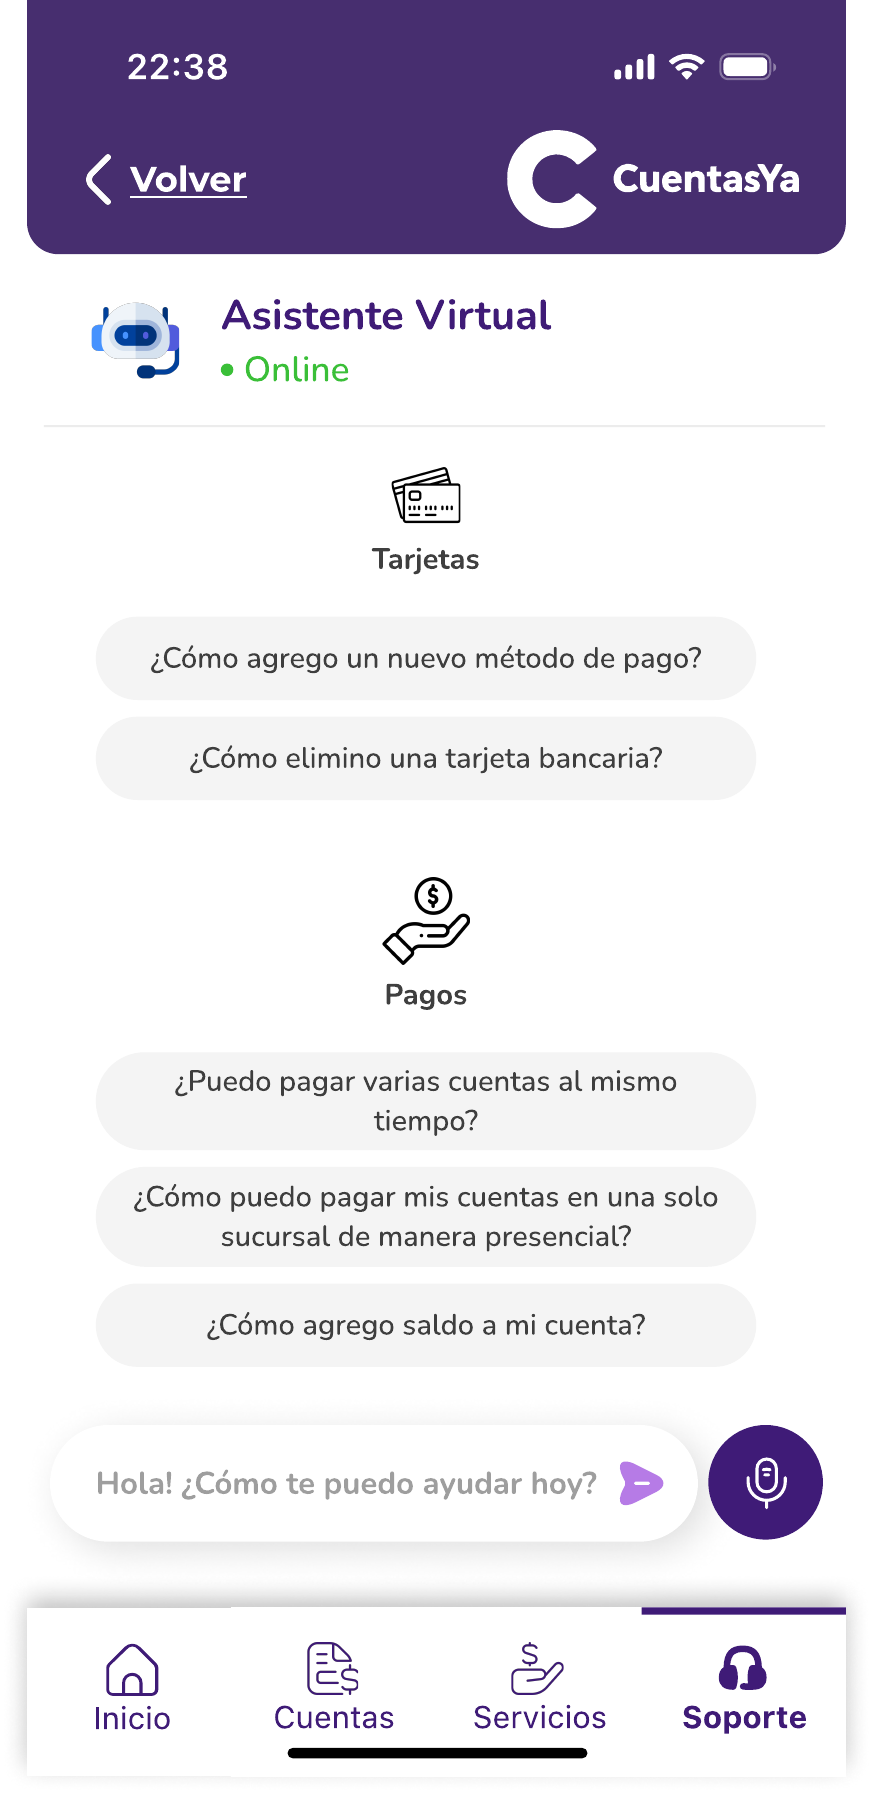 22:38
Volver
CuentasYa
Asistente Virtual
• Online
Tarjetas
¿Cómo agrego un nuevo método de pago?
¿Cómo elimino una tarjeta bancaria?
Pagos
¿Puedo pagar varias cuentas al mismo
tiempo?
¿Cómo puedo pagar mis cuentas en una solo
sucursal de manera presencial?
¿Cómo agrego saldo a mi cuenta?
Hola! ¿Cómo te puedo ayudar hoy?
Inicio
Cuentas
Servicios
Soporte